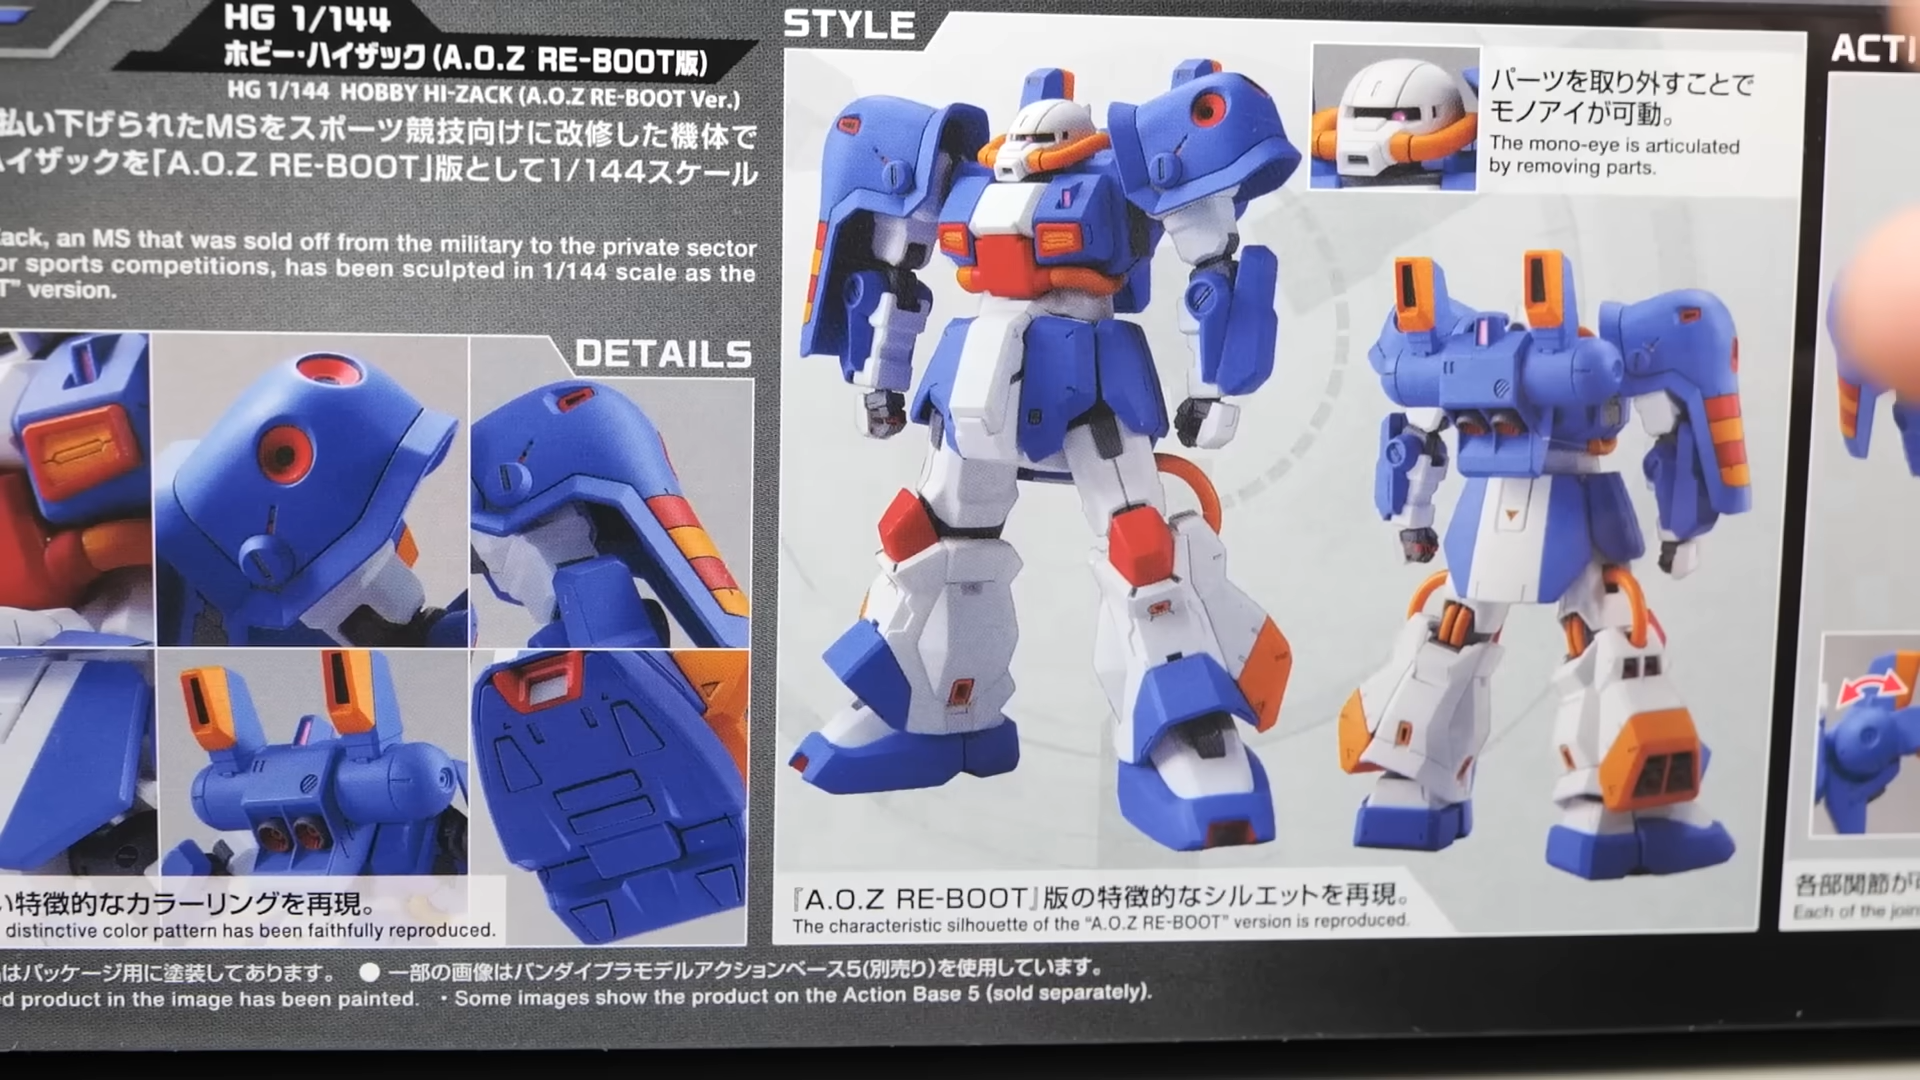 HG 1/144
ホビー・ハイザック(A.O.Z RE-BOOT版)
HG 1/144 HOBBY HI-ZACK (A.O.Z RE-BOOT Ver.)
払い下げられたMSをスポーツ競技向けに改修した機体で
イザックを「A.O.Z RE-BOOT」版として1/144スケール
ack, an MS that was sold off from the military to the private sector
or sports competitions, has been sculpted in 1/144 scale as the
T” version.
DETAILS
い特徴的なカラーリングを再現。
distinctive color pattern has been faithfully reproduced.
STYLE
パーツを取り外すことで
モノアイが可動。
The mono-eye is articulated
by removing parts.
『A.O.Z RE-BOOT』版の特徴的なシルエットを再現。
The characteristic silhouette of the “A.O.Z RE-BOOT” version is reproduced.
ACTI
各部関節が
Each of the join
はパッケージ用に塗装してあります。 ●一部の画像はバンダイプラモデルアクションベース5(別売り)を使用しています。
ed product in the image has been painted. ・Some images show the product on the Action Base 5 (sold separately).